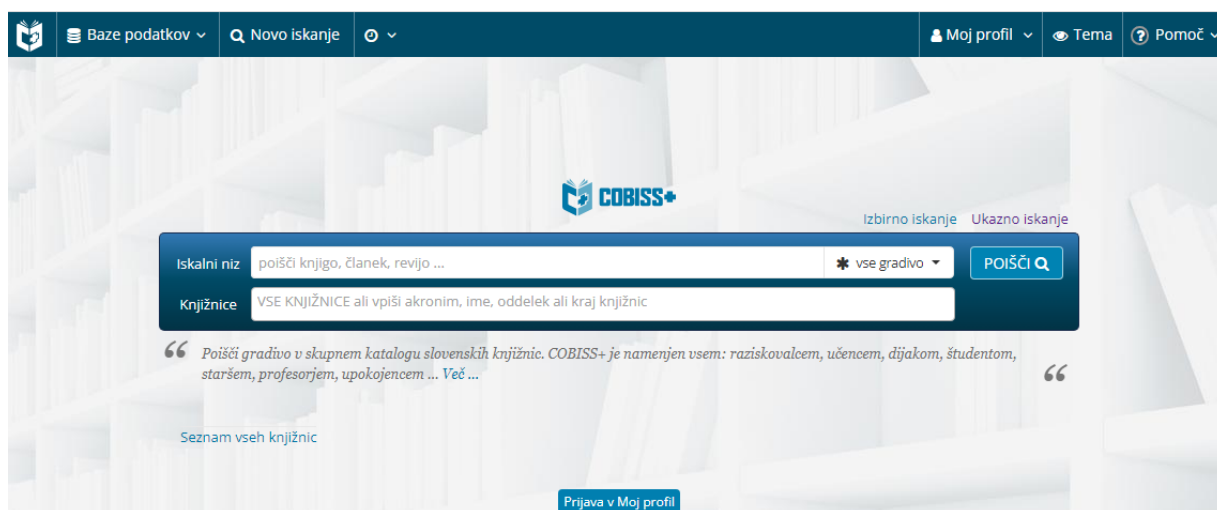 Baze podatkov Novo iskanje Moj profil Tema Pomoč
COBISS+
Izbirno iskanje Ukazno iskanje
Iskalni niz poišči knjigo, članek, revijo ... vse gradivo POIŠČI
Knjižnice VSE KNJIŽNICE ali vpiši akronim, ime, oddelek ali kraj knjižnic
Poišči gradivo v skupnem katalogu slovenskih knjižnic. COBISS+ je namenjen vsem: raziskovalcem, učencem, dijakom, študentom,
staršem, profesorjem, upokojencem ... Več ...
Seznam vseh knjižnic
Prijava v Moj profil